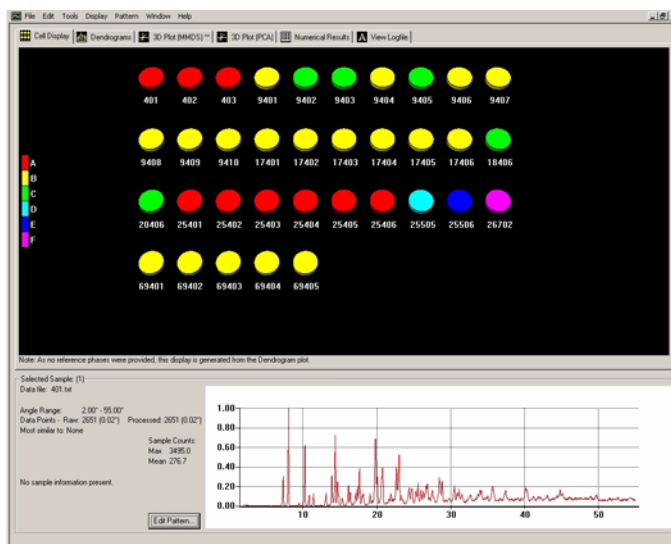 File Edit Tools Display Pattern Window Help
Cell Display Dendrograms 3D Plot (MMDS) ** 3D Plot (PCA) Numerical Results View Logfile
401 402 403 9401 9402 9403 9404 9405 9406 9407
9408 9409 9410 17401 17402 17403 17404 17405 17406 18406
A
B
C
D
E
F
20406 25401 25402 25403 25404 25405 25406 25505 25506 26702
69401 69402 69403 69404 69405
Note: As no reference phases were provided, this display is generated from the Dendrogram plot.
Selected Sample: (1)
Data file: 401.txt
Angle Range: 2.00° - 55.00°
Data Points - Raw: 2651 (0.02°) Processed: 2651 (0.02°)
Most similar to: None
Sample Counts:
Max 3495.0
Mean 276.7
No sample information present.
Edit Pattern...
1.00
0.80
0.60
0.40
0.20
0.00
10 20 30 40 50